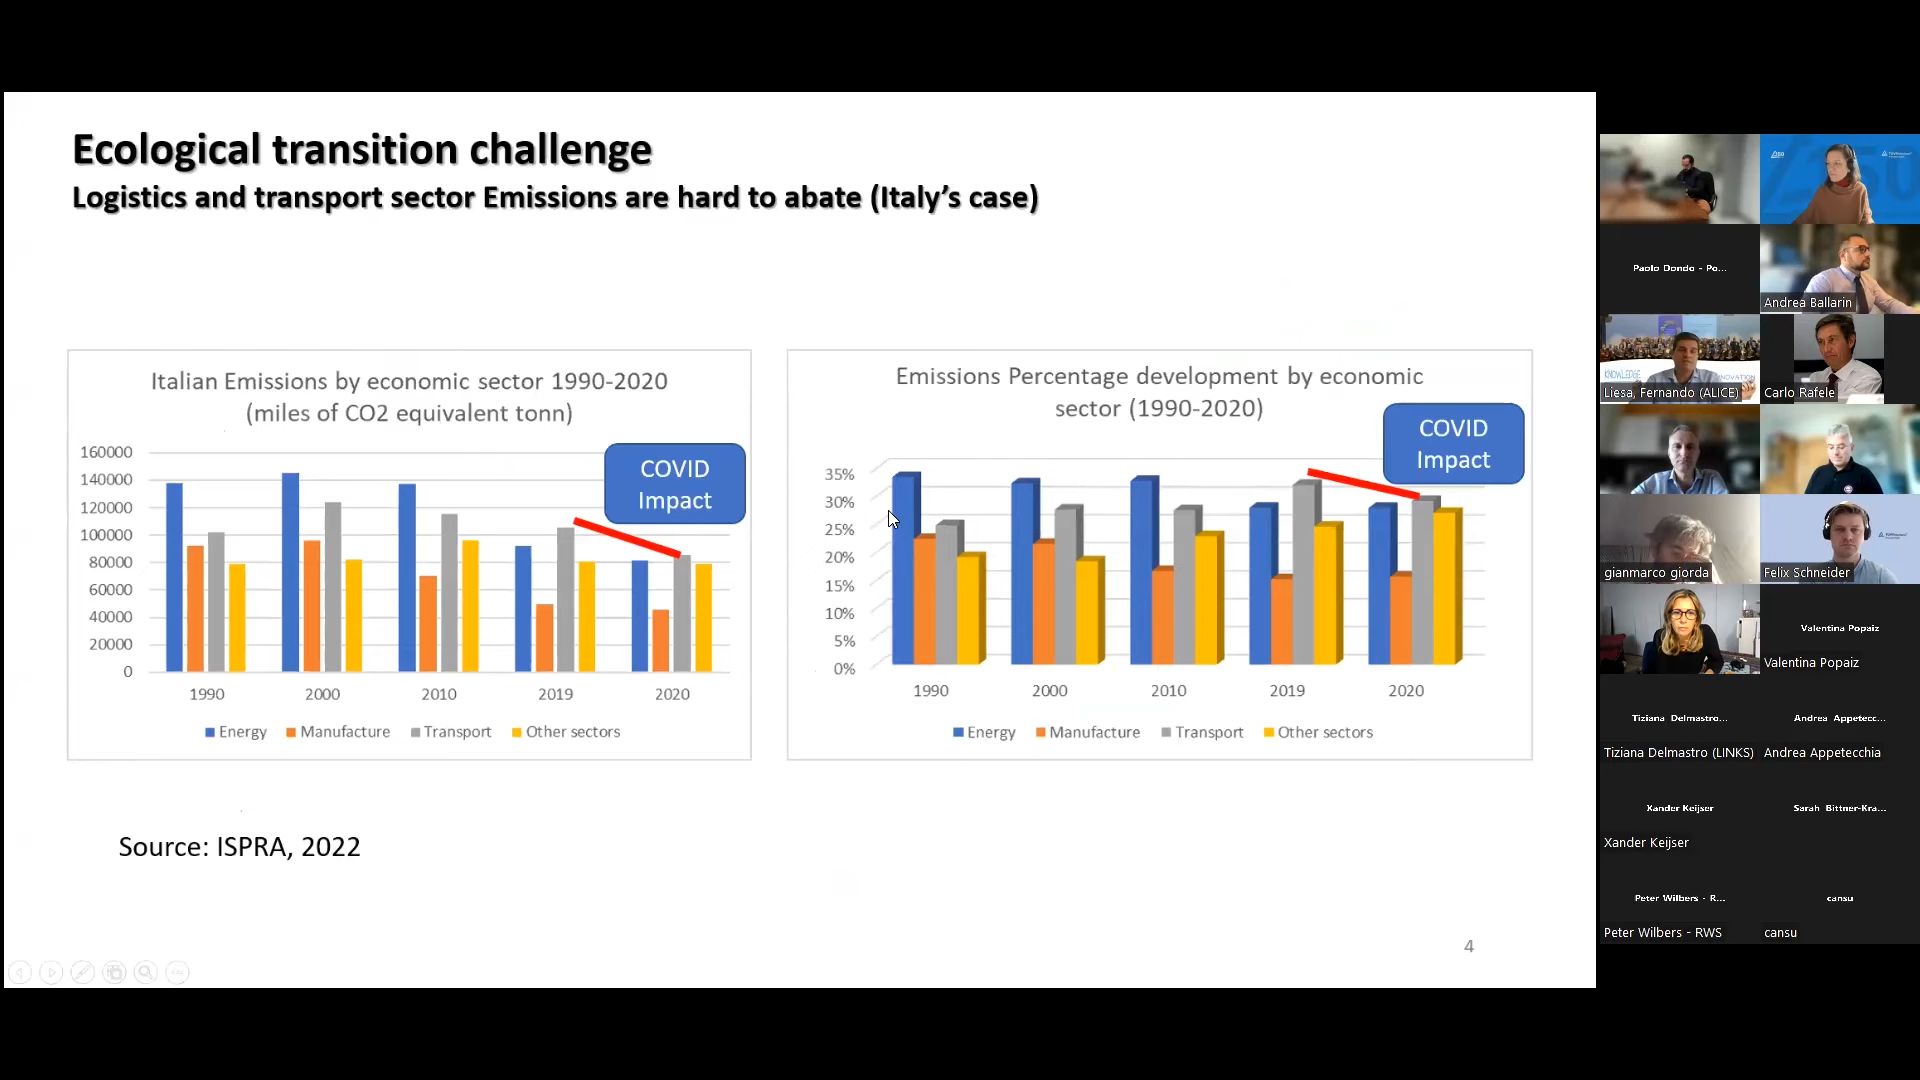 Ecological transition challenge
Logistics and transport sector Emissions are hard to abate (Italy's case)
Italian Emissions by economic sector 1990-2020
(miles of CO2 equivalent tonn)
COVID
Impact
160000
140000
120000
100000
80000
60000
40000
20000
0
1990
2000
2010
2019
2020
Energy
Manufacture
Transport
Other sectors
Emissions Percentage development by economic
sector (1990-2020)
COVID
Impact
35%
30%
25%
20%
15%
10%
5%
0%
1990
2000
2010
2019
2020
Energy
Manufacture
Transport
Other sectors
Source: ISPRA, 2022
4
Paolo Dondo - Po...
Andrea Ballarin
KNOWLEDGE
Liesa, Fernando (ALICE)
Carlo Rafele
gianmarco giorda
Felix Schneider
Valentina Popaiz
Valentina Popaiz
Tiziana Delmastro...
Andrea Appetecc...
Tiziana Delmastro (LINKS)
Andrea Appetecchia
Xander Keijser
Sarah Bittner-Kra...
Xander Keijser
Peter Wilbers - R...
cansu
Peter Wilbers - RWS
cansu